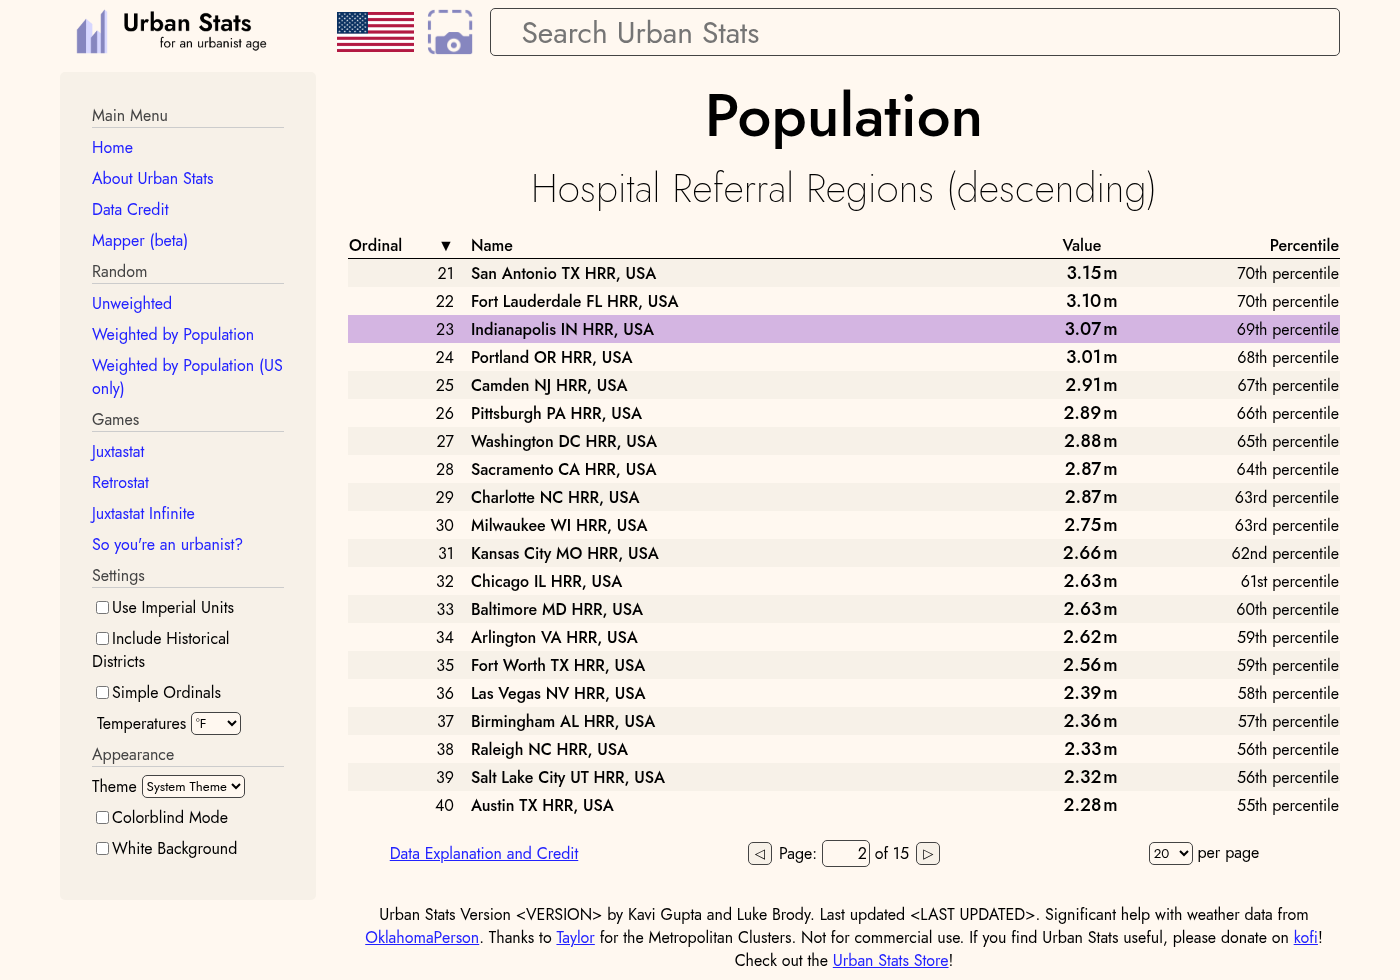 Urban Stats
for an urbanist age
Search Urban Stats
Main Menu
Home
About Urban Stats
Data Credit
Mapper (beta)
Random
Unweighted
Weighted by Population
Weighted by Population (US
only)
Games
Juxtastat
Retrostat
Juxtastat Infinite
So you're an urbanist?
Settings
Use Imperial Units
Include Historical
Districts
Simple Ordinals
Temperatures °F
Appearance
Theme System Theme
Colorblind Mode
White Background
Population
Hospital Referral Regions (descending)
Ordinal ▼ Name Value Percentile
21 San Antonio TX HRR, USA 3.15 m 70th percentile
22 Fort Lauderdale FL HRR, USA 3.10 m 70th percentile
23 Indianapolis IN HRR, USA 3.07 m 69th percentile
24 Portland OR HRR, USA 3.01 m 68th percentile
25 Camden NJ HRR, USA 2.91 m 67th percentile
26 Pittsburgh PA HRR, USA 2.89 m 66th percentile
27 Washington DC HRR, USA 2.88 m 65th percentile
28 Sacramento CA HRR, USA 2.87 m 64th percentile
29 Charlotte NC HRR, USA 2.87 m 63rd percentile
30 Milwaukee WI HRR, USA 2.75 m 63rd percentile
31 Kansas City MO HRR, USA 2.66 m 62nd percentile
32 Chicago IL HRR, USA 2.63 m 61st percentile
33 Baltimore MD HRR, USA 2.63 m 60th percentile
34 Arlington VA HRR, USA 2.62 m 59th percentile
35 Fort Worth TX HRR, USA 2.56 m 59th percentile
36 Las Vegas NV HRR, USA 2.39 m 58th percentile
37 Birmingham AL HRR, USA 2.36 m 57th percentile
38 Raleigh NC HRR, USA 2.33 m 56th percentile
39 Salt Lake City UT HRR, USA 2.32 m 56th percentile
40 Austin TX HRR, USA 2.28 m 55th percentile
Data Explanation and Credit ◁ Page: 2 of 15 ▷ 20 per page
Urban Stats Version <VERSION> by Kavi Gupta and Luke Brody. Last updated <LAST UPDATED>. Significant help with weather data from
OklahomaPerson. Thanks to Taylor for the Metropolitan Clusters. Not for commercial use. If you find Urban Stats useful, please donate on kofi!
Check out the Urban Stats Store!